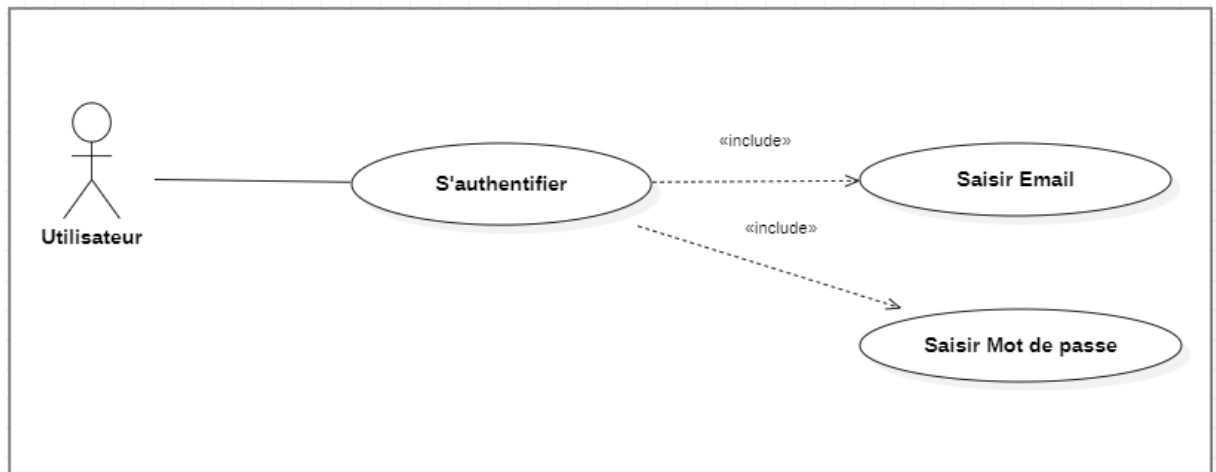 «include»
S'authentifier
Saisir Email
Utilisateur
«include»
Saisir Mot de passe